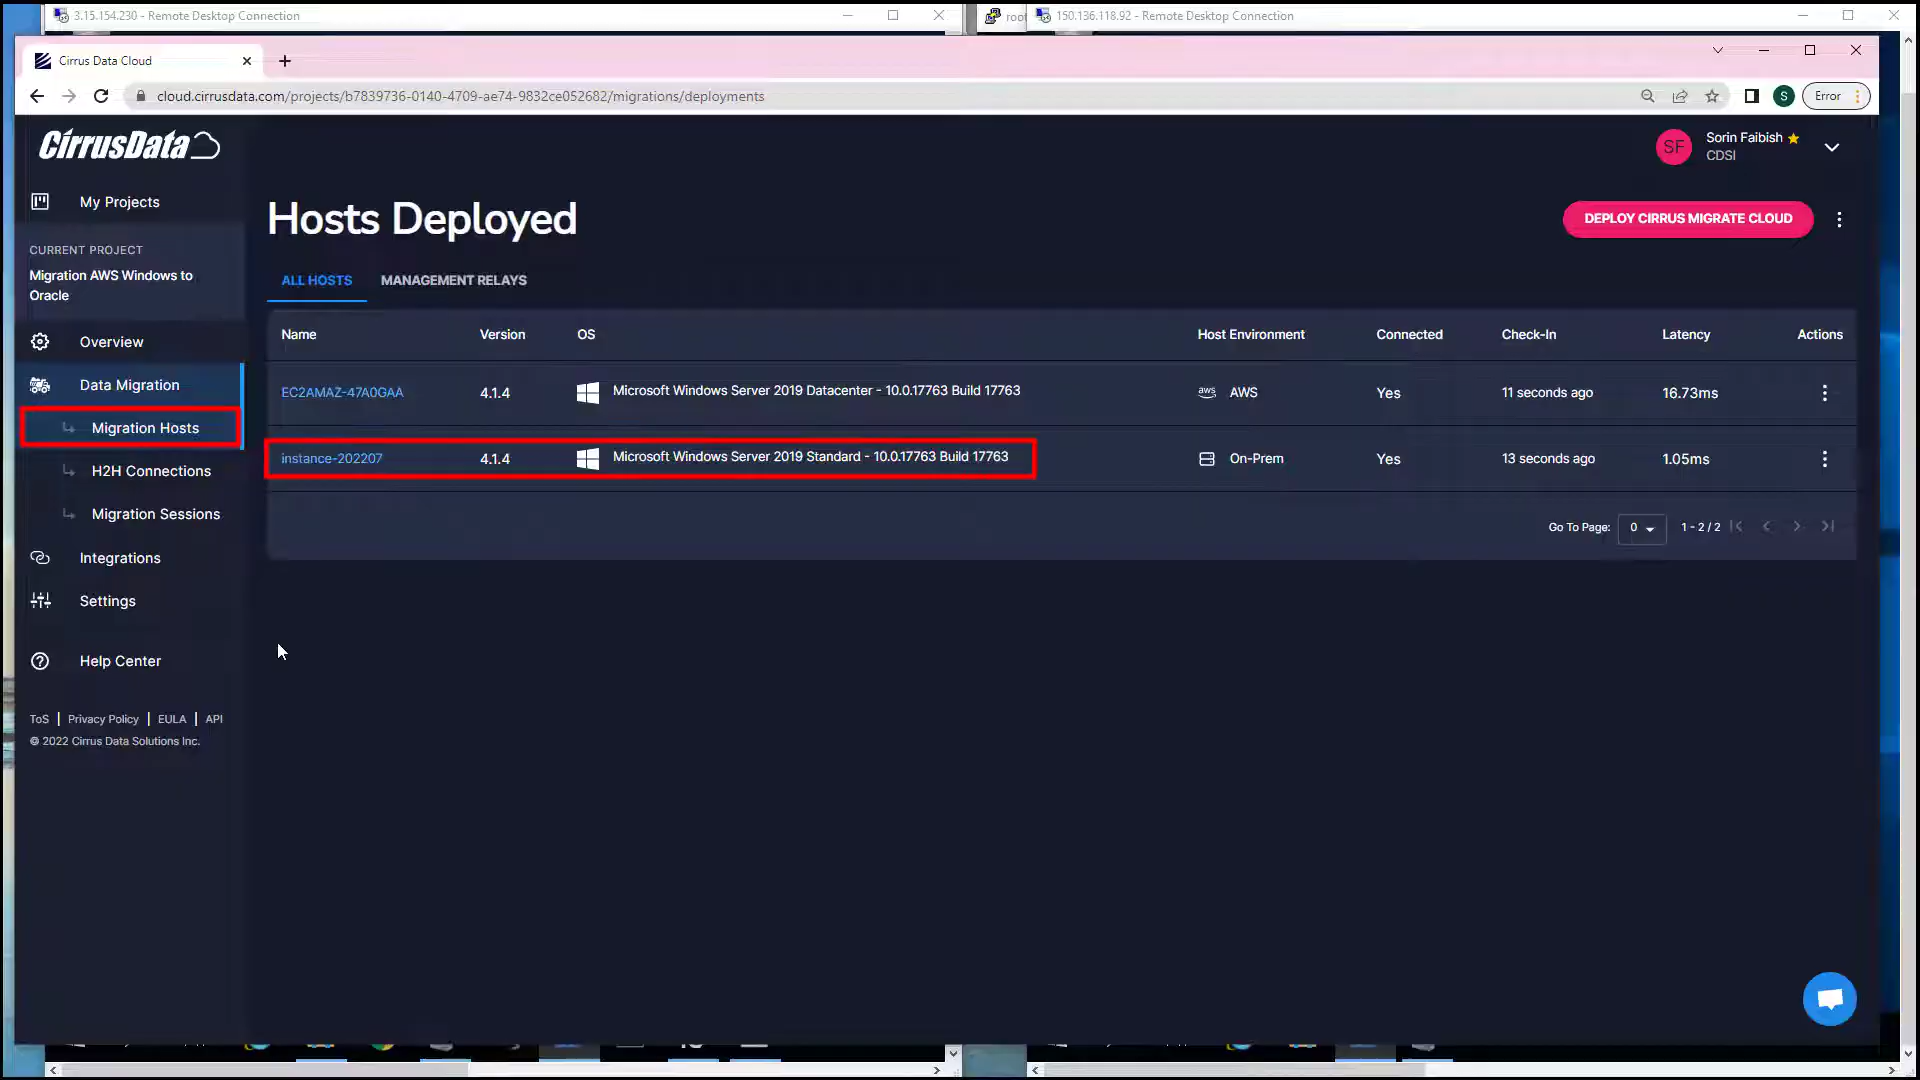 3.15.154.230 - Remote Desktop Connection
root
150.136.118.92 - Remote Desktop Connection
Cirrus Data Cloud
cloud.cirrusdata.com/projects/b7839736-0140-4709-ae74-9832ce052682/migrations/deployments
S
Error
CirrusData
SF
Sorin Faibish
CDSI
My Projects
CURRENT PROJECT
Migration AWS Windows to
Oracle
Overview
Data Migration
Migration Hosts
H2H Connections
Migration Sessions
Integrations
Settings
Help Center
ToS | Privacy Policy | EULA | API
© 2022 Cirrus Data Solutions Inc.
Hosts Deployed
DEPLOY CIRRUS MIGRATE CLOUD
ALL HOSTS MANAGEMENT RELAYS
Name Version OS Host Environment Connected Check-In Latency Actions
EC2AMAZ-47A0GAA 4.1.4 Microsoft Windows Server 2019 Datacenter - 10.0.17763 Build 17763 aws AWS Yes 11 seconds ago 16.73ms
instance-202207 4.1.4 Microsoft Windows Server 2019 Standard - 10.0.17763 Build 17763 On-Prem Yes 13 seconds ago 1.05ms
Go To Page: 0 1 - 2 / 2